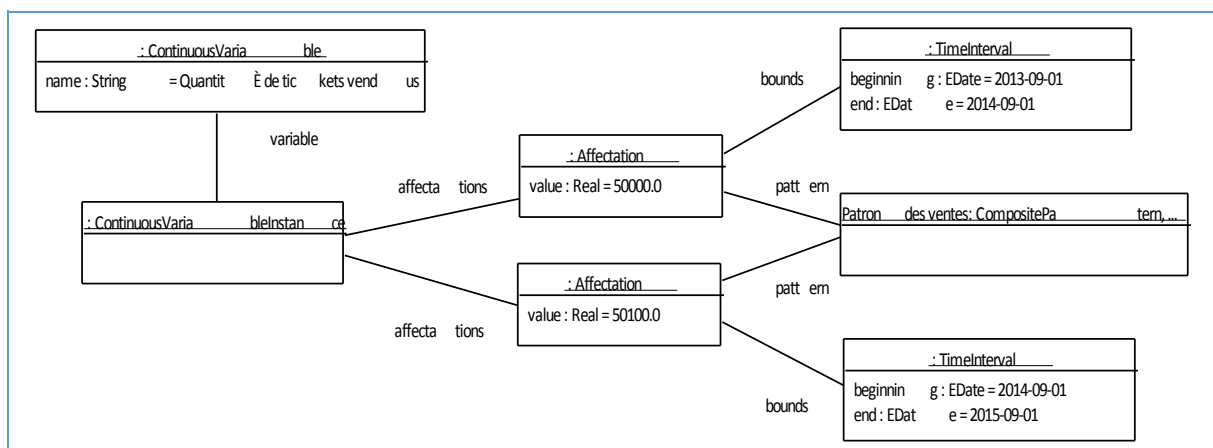 : ContinuousVaria ble
name : String = Quantit È de tic kets vend us
variable
: ContinuousVaria bleInstan ce
affecta tions
affecta tions
: Affectation
value : Real = 50000.0
: Affectation
value : Real = 50100.0
bounds
patt ern
patt ern
bounds
: TimeInterval
beginnin g : EDate = 2013-09-01
end : EDat e = 2014-09-01
Patron des ventes: CompositePa tern, ...
: TimeInterval
beginnin g : EDate = 2014-09-01
end : EDat e = 2015-09-01